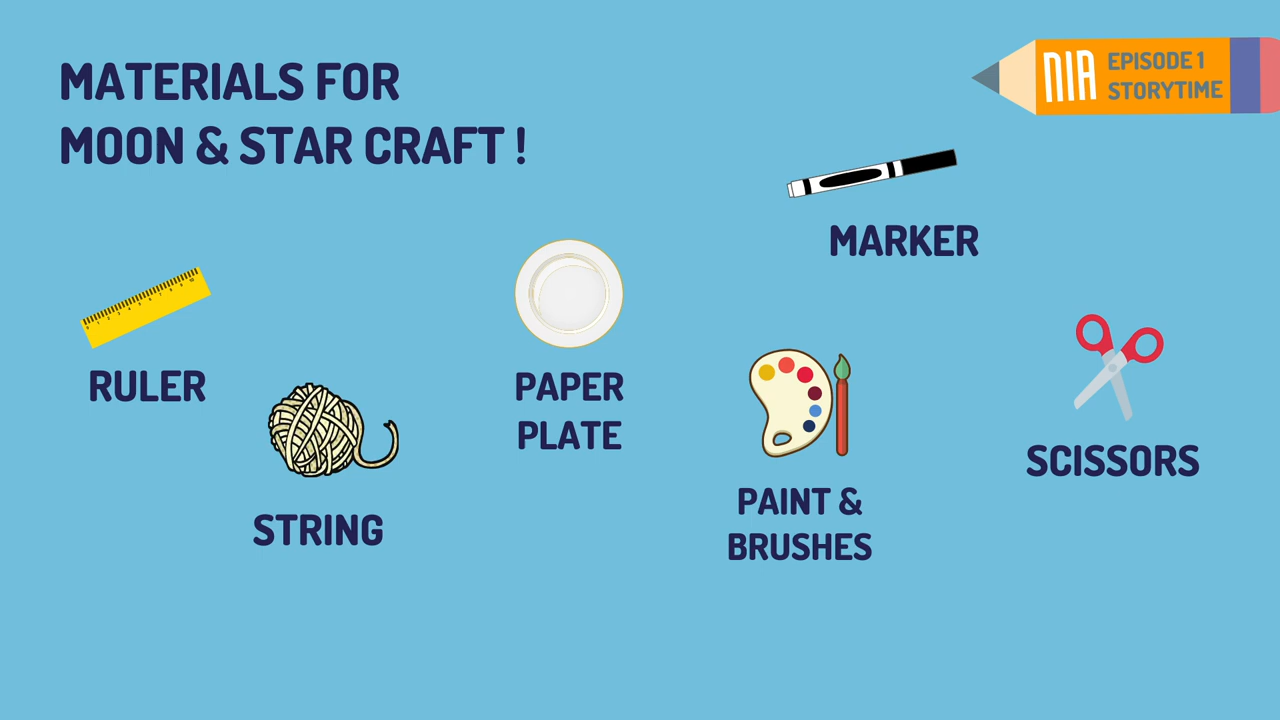 MATERIALS FOR
MOON & STAR CRAFT !
NIA
EPISODE 1
STORYTIME
MARKER
RULER
PAPER
PLATE
STRING
PAINT &
BRUSHES
SCISSORS